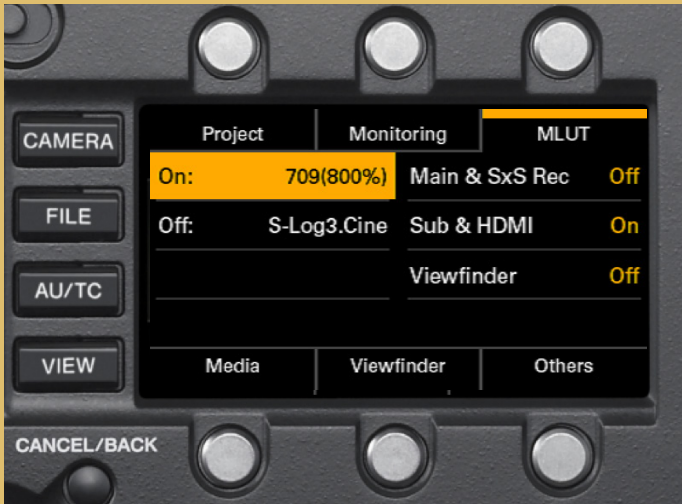 CAMERA
FILE
AU/TC
VIEW
CANCEL/BACK
Project Monitoring MLUT
On: 709(800%) Main & SxS Rec Off
Off: S-Log3.Cine Sub & HDMI On
Viewfinder Off
Media Viewfinder Others